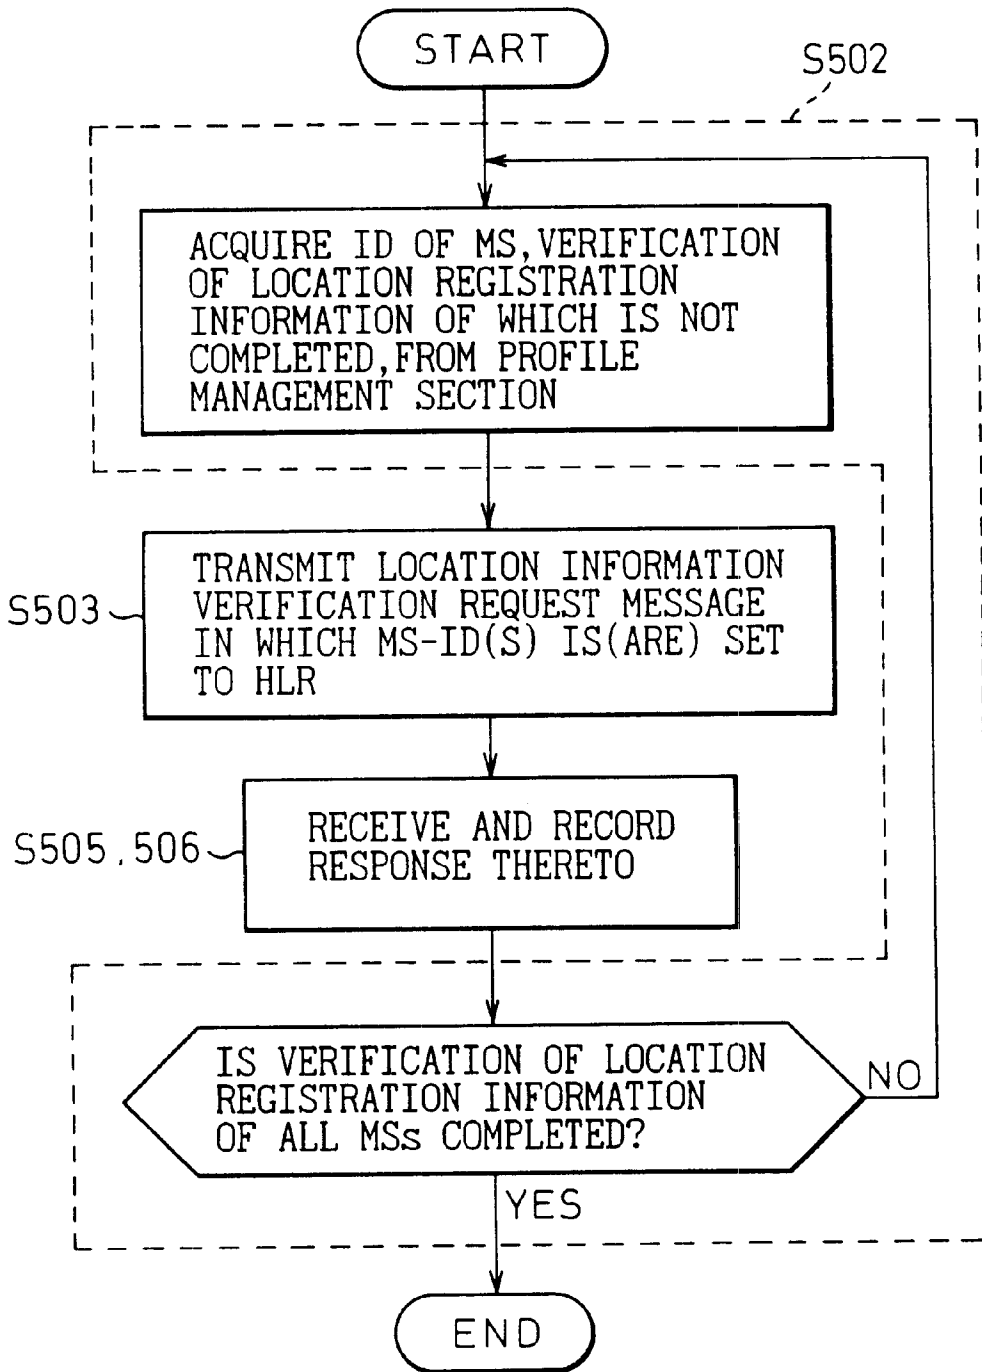 START
S502
ACQUIRE ID OF MS,VERIFICATION
OF LOCATION REGISTRATION
INFORMATION OF WHICH IS NOT
COMPLETED,FROM PROFILE
MANAGEMENT SECTION
TRANSMIT LOCATION INFORMATION
VERIFICATION REQUEST MESSAGE
IN WHICH MS-ID(S) IS(ARE) SET
TO HLR
S503
RECEIVE AND RECORD
RESPONSE THERETO
S505,506
IS VERIFICATION OF LOCATION
REGISTRATION INFORMATION
OF ALL MSs COMPLETED?
NO
YES
END